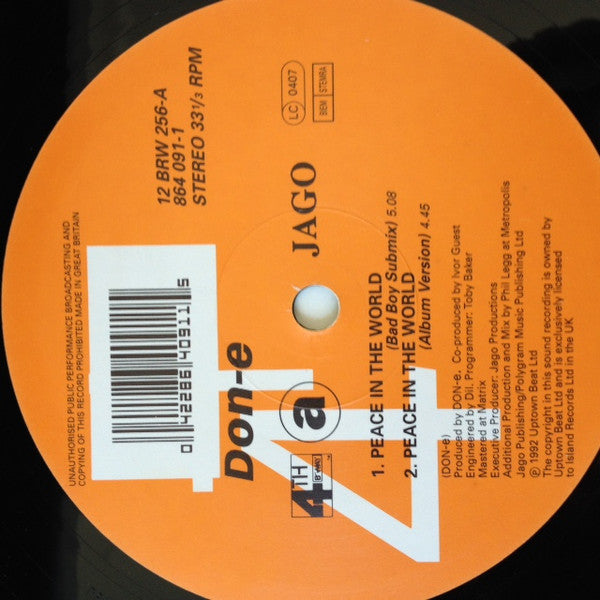 UNAUTHORISED PUBLIC PERFORMANCE BROADCASTING AND
COPYING OF THIS RECORD PROHIBITED MADE IN GREAT BRITAIN
0 42286 40911 5
12 BRW 256-A
864 091-1
STEREO 33 1/3 RPM
Don-e
LC 0407
BIEM STEMRA
4TH
B'WAY
a
JAGO
4
1. PEACE IN THE WORLD
(Bad Boy Submix) 5.08
2. PEACE IN THE WORLD
(Album Version) 4.45
(DON-e)
Produced by DON-e. Co-produced by Ivor Guest
Engineered by Dil. Programmer: Toby Baker
Mastered at Matrix
Executive Producer: Jago Productions
Additional Production and Mix by Phil Legg at Metropolis
Jago Publishing/Polygram Music Publishing Ltd
℗ 1992 Uptown Beat Ltd
The copyright in this sound recording is owned by
Uptown Beat Ltd and is exclusively licensed
to Island Records Ltd in the UK